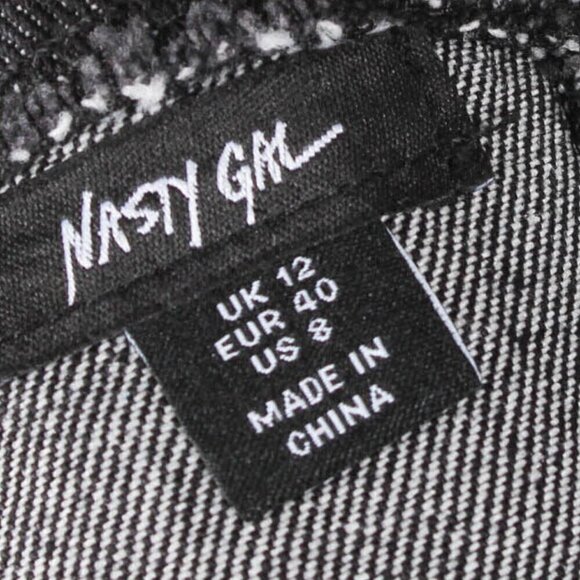 NASTY GAL
UK 12
EUR 40
US 8
MADE IN
CHINA